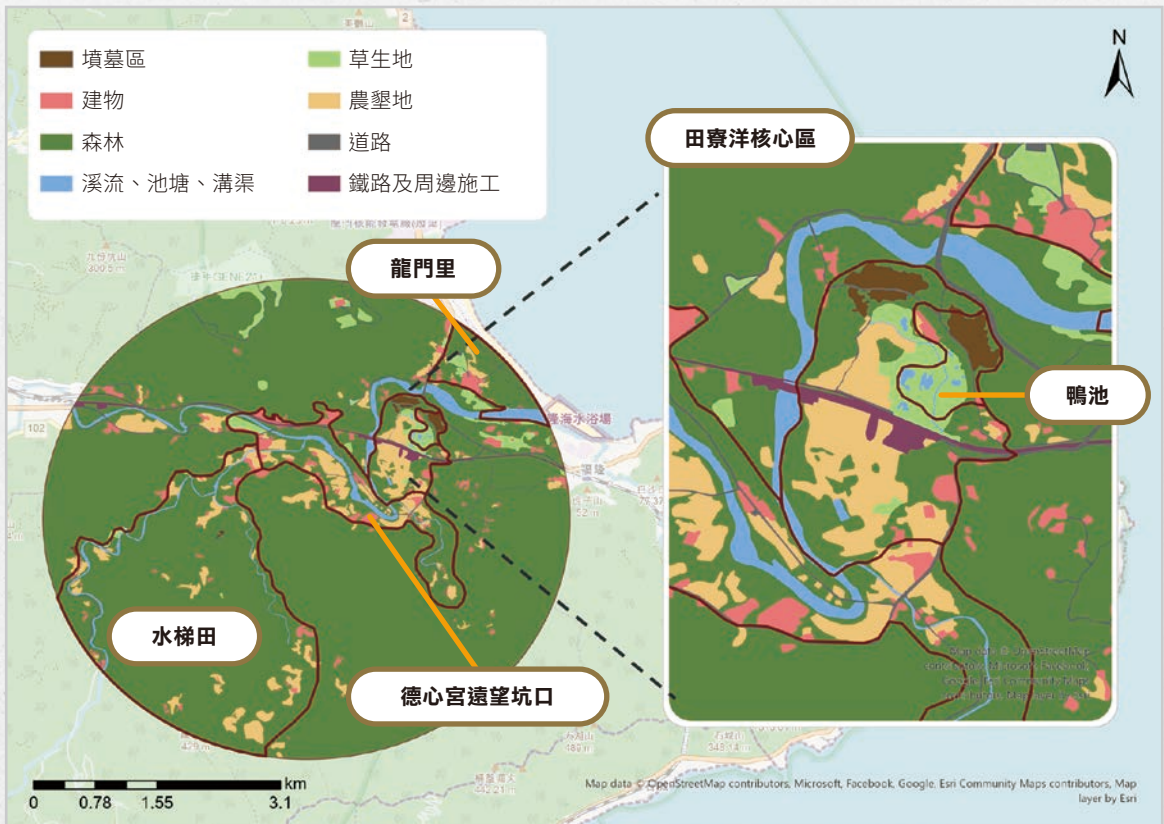 墳墓區
建物
森林
溪流、池塘、溝渠
草生地
農墾地
道路
鐵路及周邊施工
N
2
102
田寮洋核心區
龍門里
鴨池
水梯田
德心宮遠望坑口
km
0 0.78 1.55 3.1
Map data © OpenStreetMap contributors, Microsoft, Facebook, Google, Esri Community Maps contributors, Map
layer by Esri